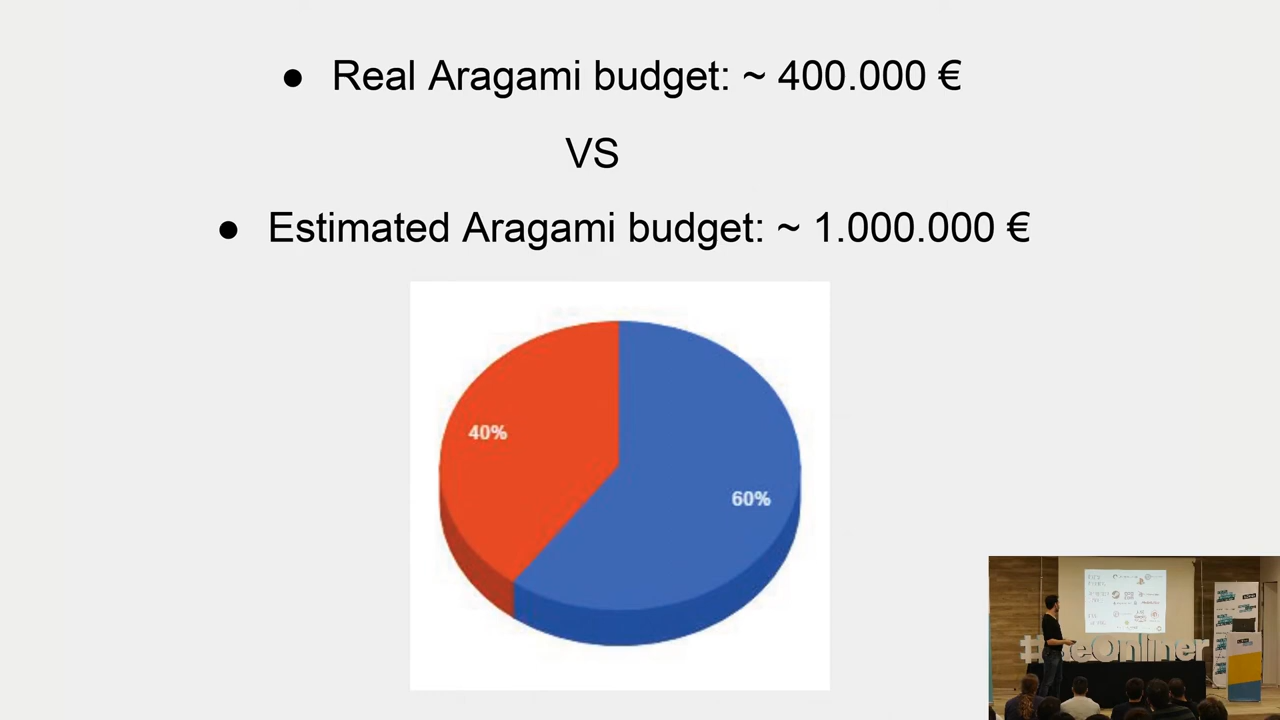 ● Real Aragami budget: ~ 400.000 €
VS
● Estimated Aragami budget: ~ 1.000.000 €
40%
60%